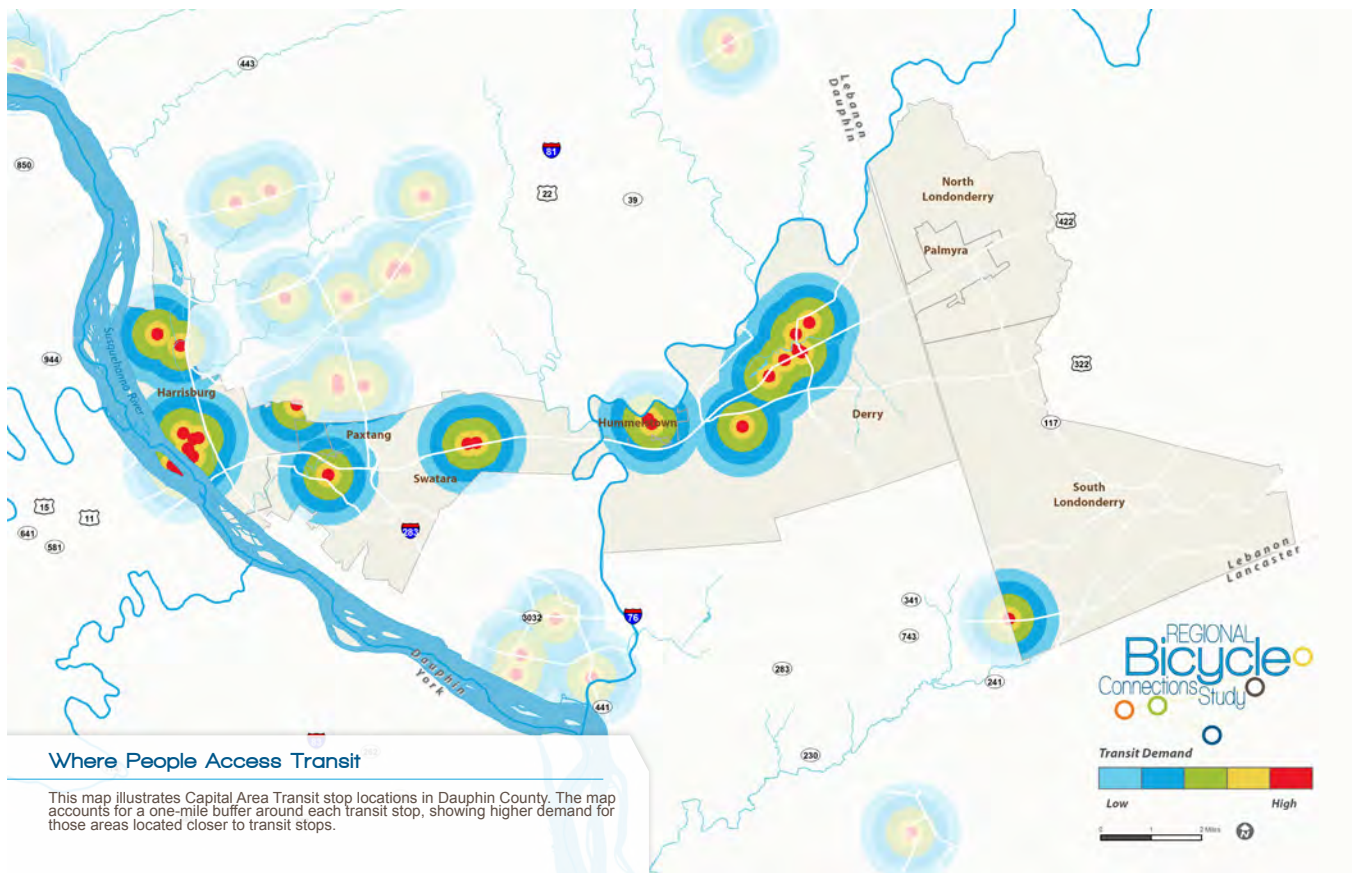 443
Lebanon
Dauphin
81
22
39
850
North
Londonderry
422
Palmyra
Susquehanna River
944
322
Harrisburg
Derry
117
Hummelstown
Paxtang
Swatara
South
Londonderry
15
11
641
581
283
Lebanon
Lancaster
341
3032
76
743
283
241
441
230
Dauphin
York
REGIONAL
Bicycle
Connections
Study
Transit Demand
Low High
0 1 2 Miles
N
Where People Access Transit
This map illustrates Capital Area Transit stop locations in Dauphin County. The map
accounts for a one-mile buffer around each transit stop, showing higher demand for
those areas located closer to transit stops.